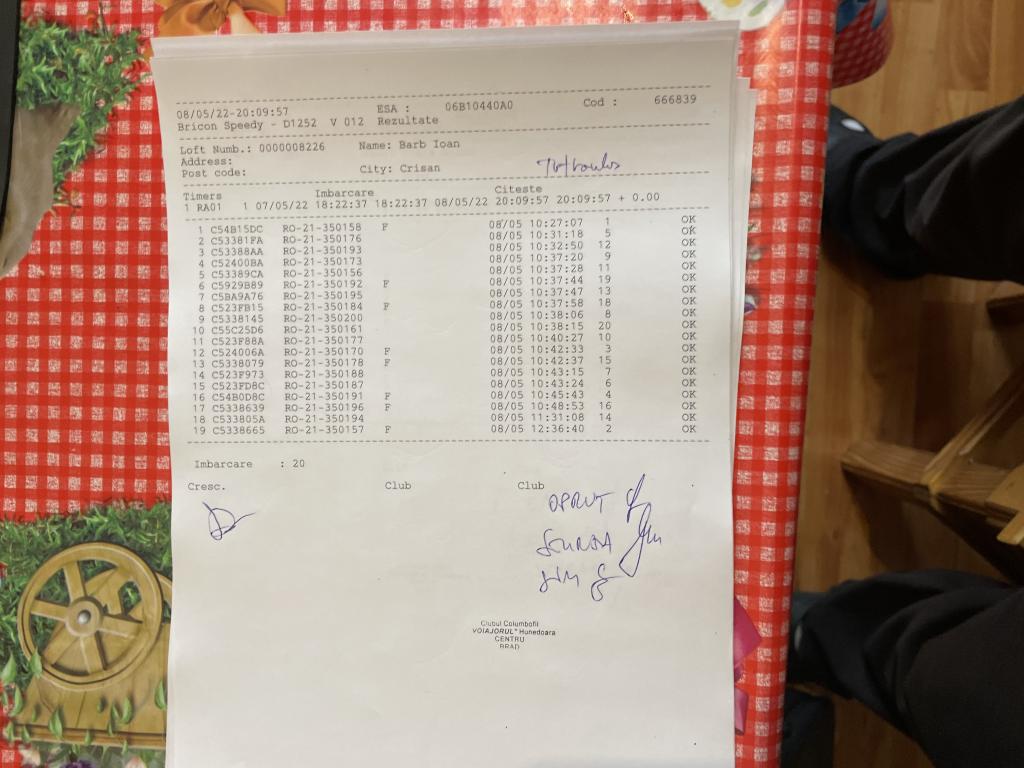 08/05/22-20:09:57 ESA : 06B10440A0 Cod : 666839
Bricon Speedy - D1252 V 012 Rezultate
Loft Numb.: 0000008226 Name: Barb Ioan
Address:
Post code: City: Crisan
Timers Imbarcare Citeste
1 RA01 1 07/05/22 18:22:37 18:22:37 08/05/22 20:09:57 20:09:57 + 0.00
1 C54B15DC RO-21-350158 F 08/05 10:27:07 1 OK
2 C53381FA RO-21-350176 08/05 10:31:18 5 OK
3 C53388AA RO-21-350193 08/05 10:32:50 12 OK
4 C52400BA RO-21-350173 08/05 10:37:20 9 OK
5 C53389CA RO-21-350156 08/05 10:37:28 11 OK
6 C5929B89 RO-21-350192 F 08/05 10:37:44 19 OK
7 C5BA9A76 RO-21-350195 08/05 10:37:47 13 OK
8 C523FB15 RO-21-350184 F 08/05 10:37:58 18 OK
9 C5338145 RO-21-350200 08/05 10:38:06 8 OK
10 C55C25D6 RO-21-350161 08/05 10:38:15 20 OK
11 C523F88A RO-21-350177 08/05 10:40:27 10 OK
12 C524006A RO-21-350170 F 08/05 10:42:33 3 OK
13 C5338079 RO-21-350178 F 08/05 10:42:37 15 OK
14 C523F973 RO-21-350188 08/05 10:43:15 7 OK
15 C523FD8C RO-21-350187 08/05 10:43:24 6 OK
16 C54B0D8C RO-21-350191 F 08/05 10:45:43 4 OK
17 C5338639 RO-21-350196 F 08/05 10:48:53 16 OK
18 C533805A RO-21-350194 08/05 11:31:08 14 OK
19 C5338665 RO-21-350157 F 08/05 12:36:40 2 OK
Imbarcare : 20
Cresc. Club Club
OPRUT
Clubul Columbofil
VOIAJORUL" Hunedoara
CENTRU
BRAD